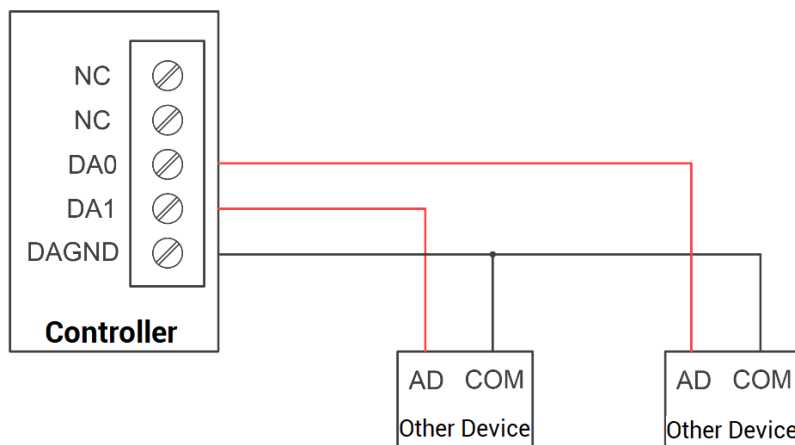 NC
NC
DA0
DA1
DAGND
Controller
AD COM
Other Device
AD COM
Other Device